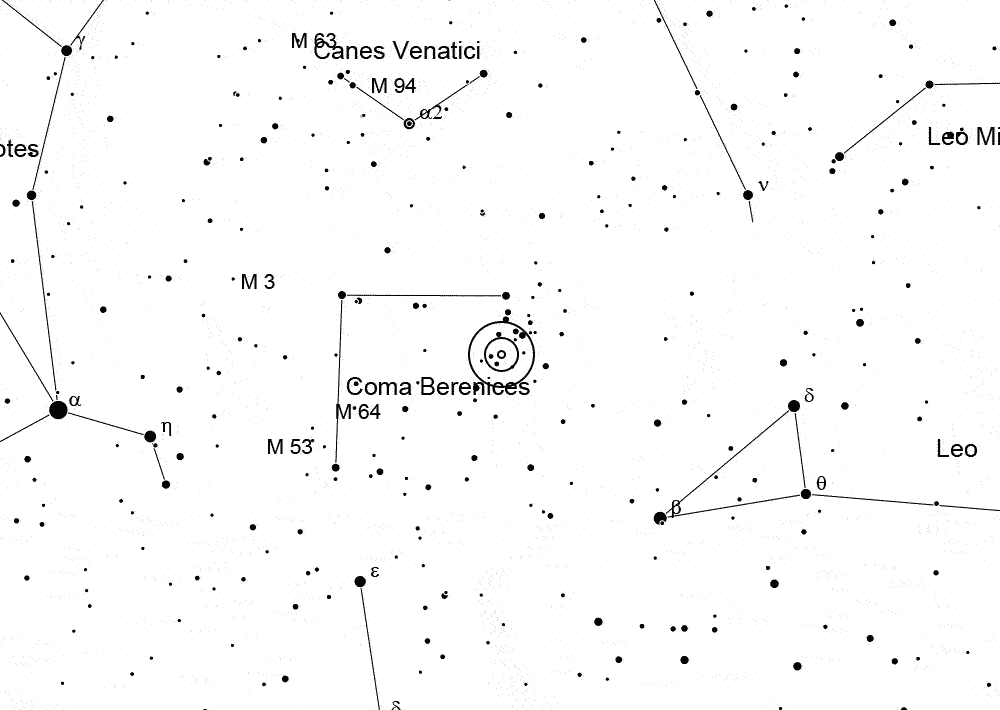 γ
M 63
Canes Venatici
M 94
α2
otes
Leo Mi
ν
M 3
Coma Berenices
M 64
α
η
M 53
δ
Leo
θ
β
ε
δ